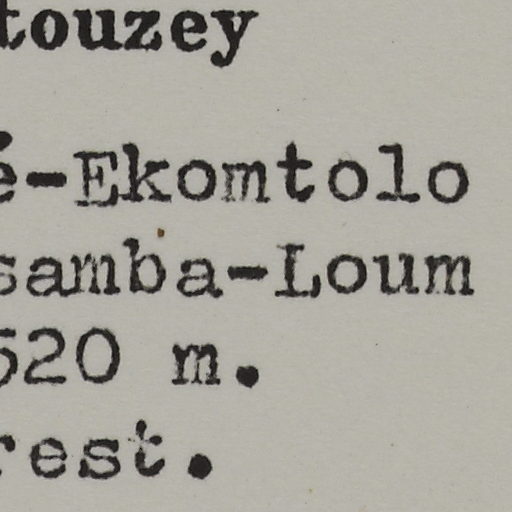 touzey
é-Ekomtolo
samba-Loum
520 m.
rest.